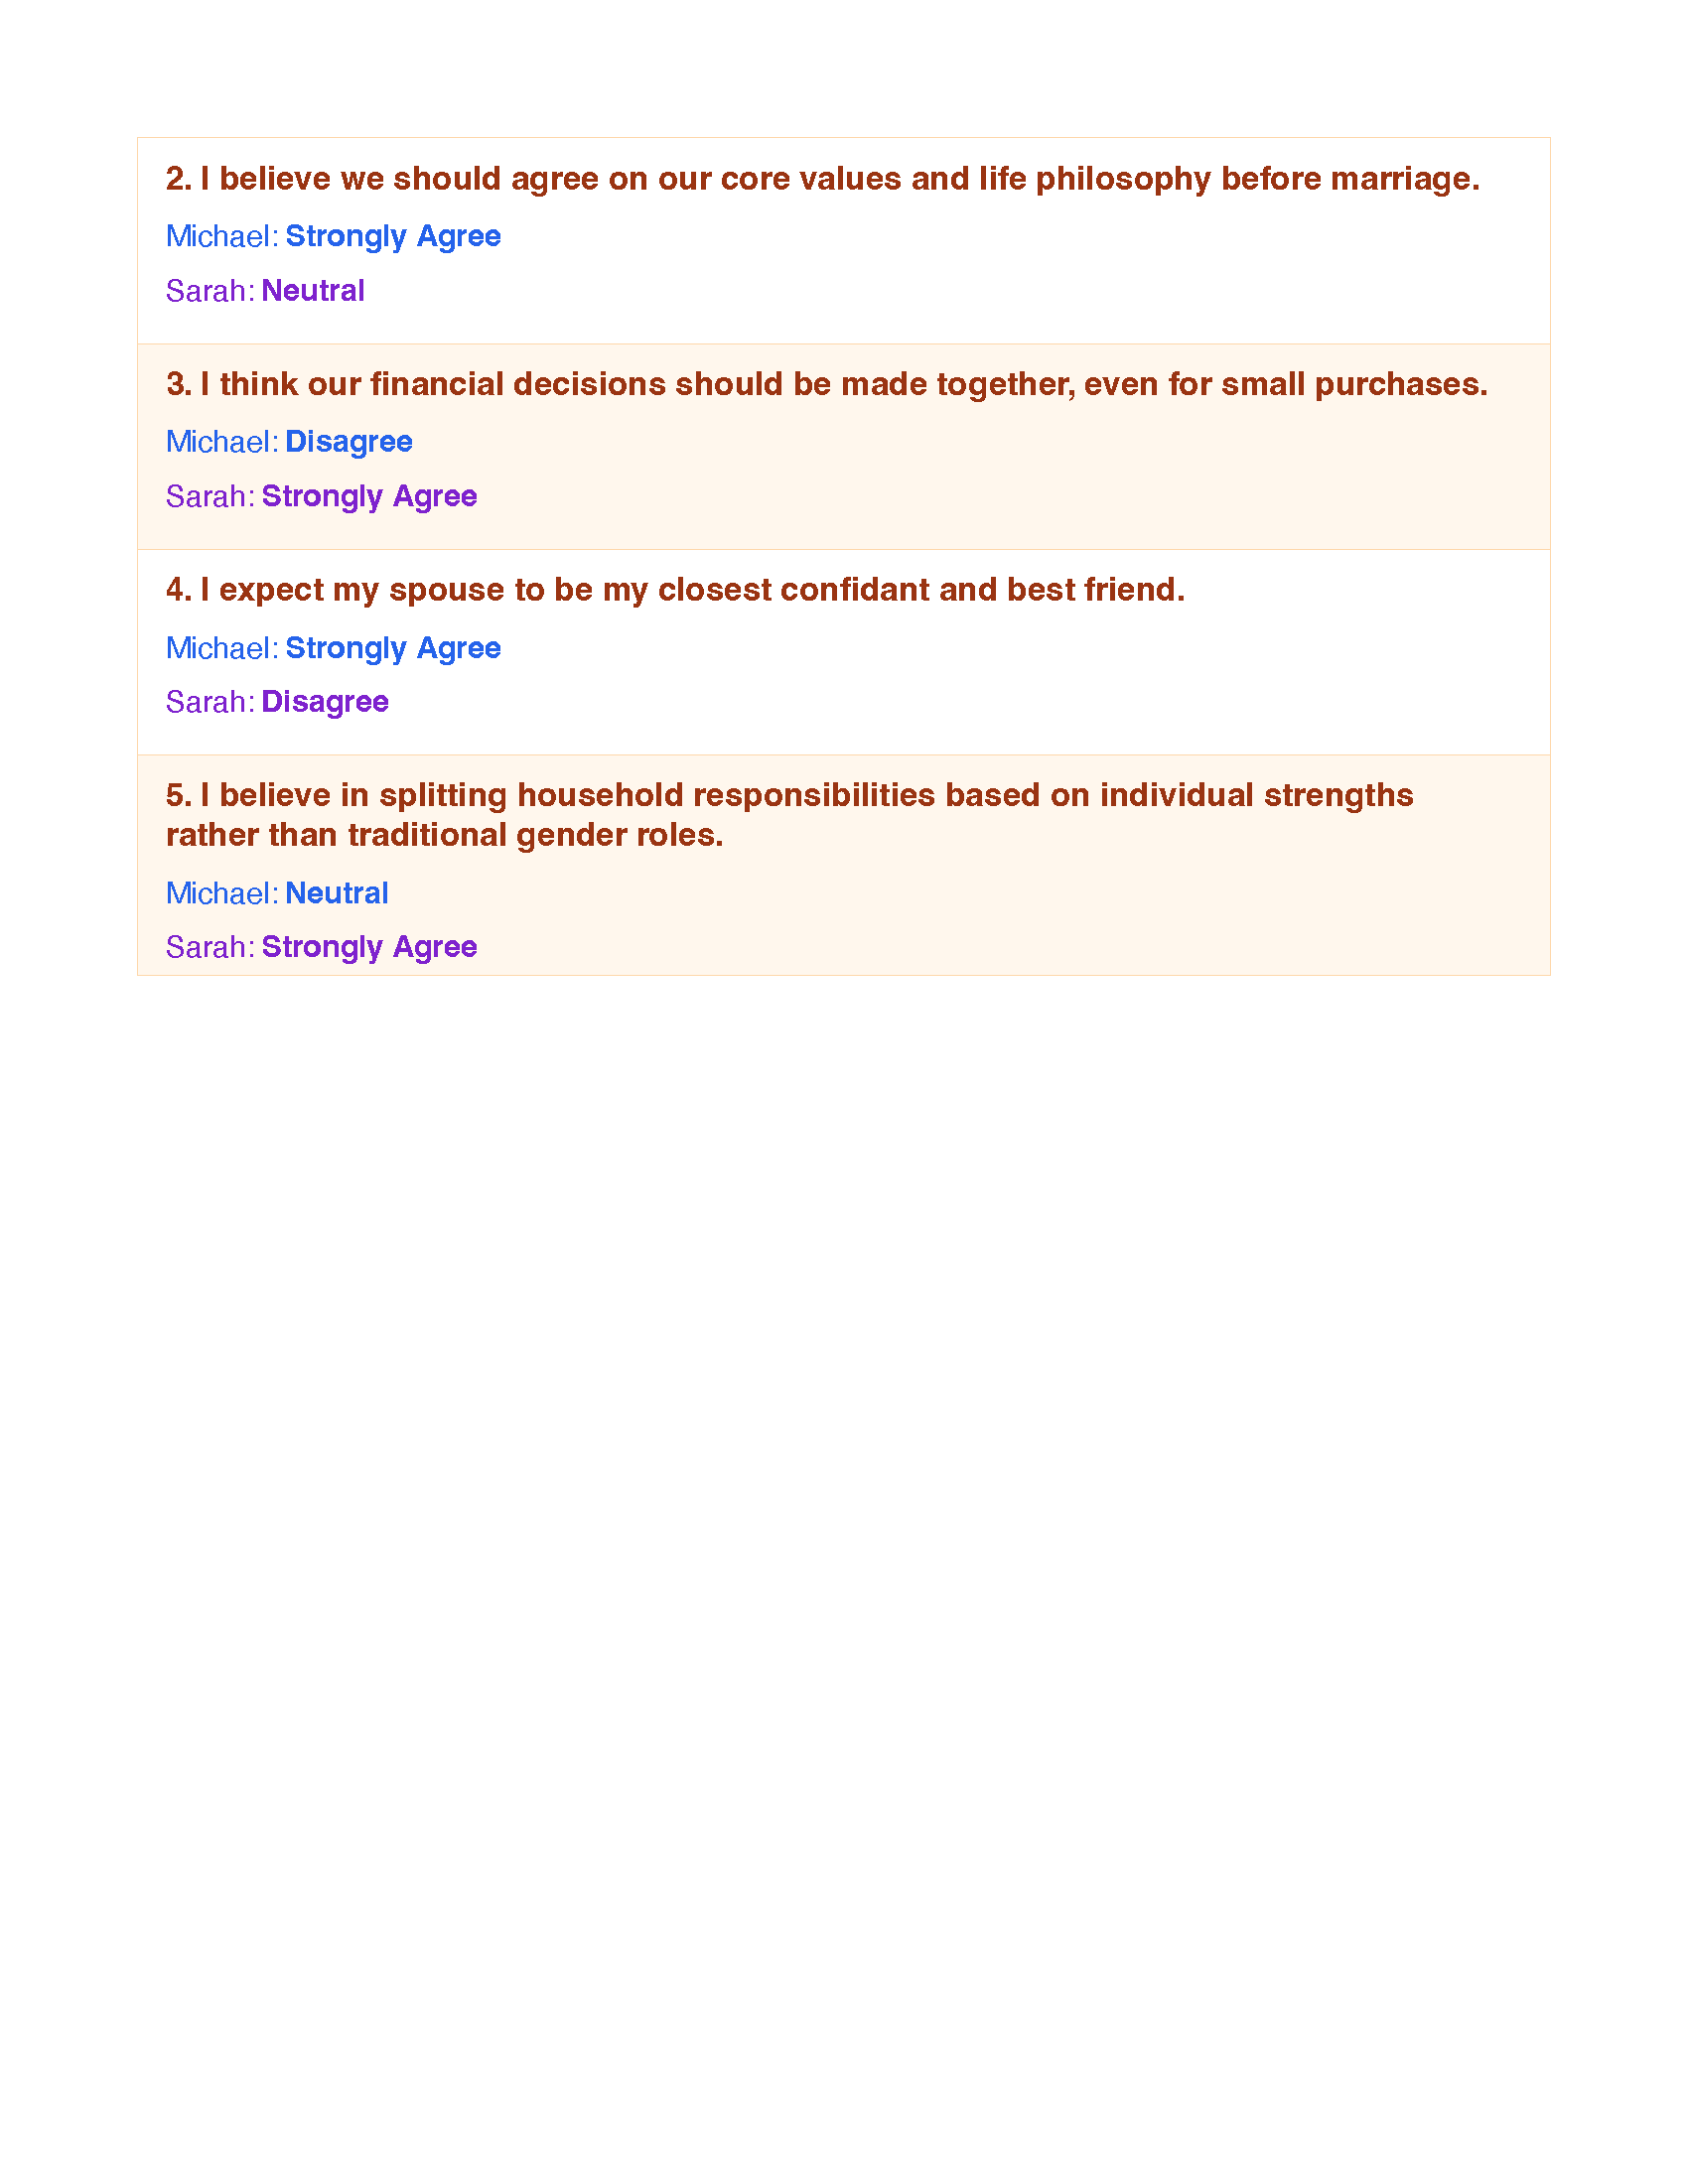 2. I believe we should agree on our core values and life philosophy before marriage.
Michael: Strongly Agree
Sarah: Neutral
3. I think our financial decisions should be made together, even for small purchases.
Michael: Disagree
Sarah: Strongly Agree
4. I expect my spouse to be my closest confidant and best friend.
Michael: Strongly Agree
Sarah: Disagree
5. I believe in splitting household responsibilities based on individual strengths
rather than traditional gender roles.
Michael: Neutral
Sarah: Strongly Agree